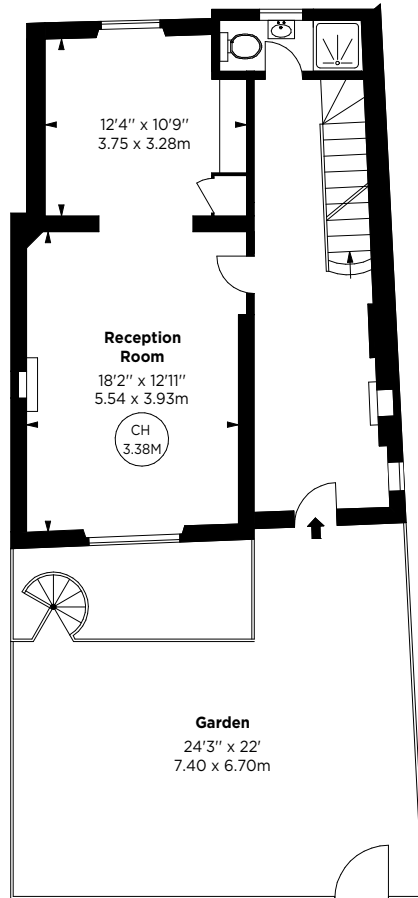 12'4'' x 10'9''
3.75 x 3.28m
Reception
Room
18'2'' x 12'11''
5.54 x 3.93m
CH
3.38M
Garden
24'3'' x 22'
7.40 x 6.70m